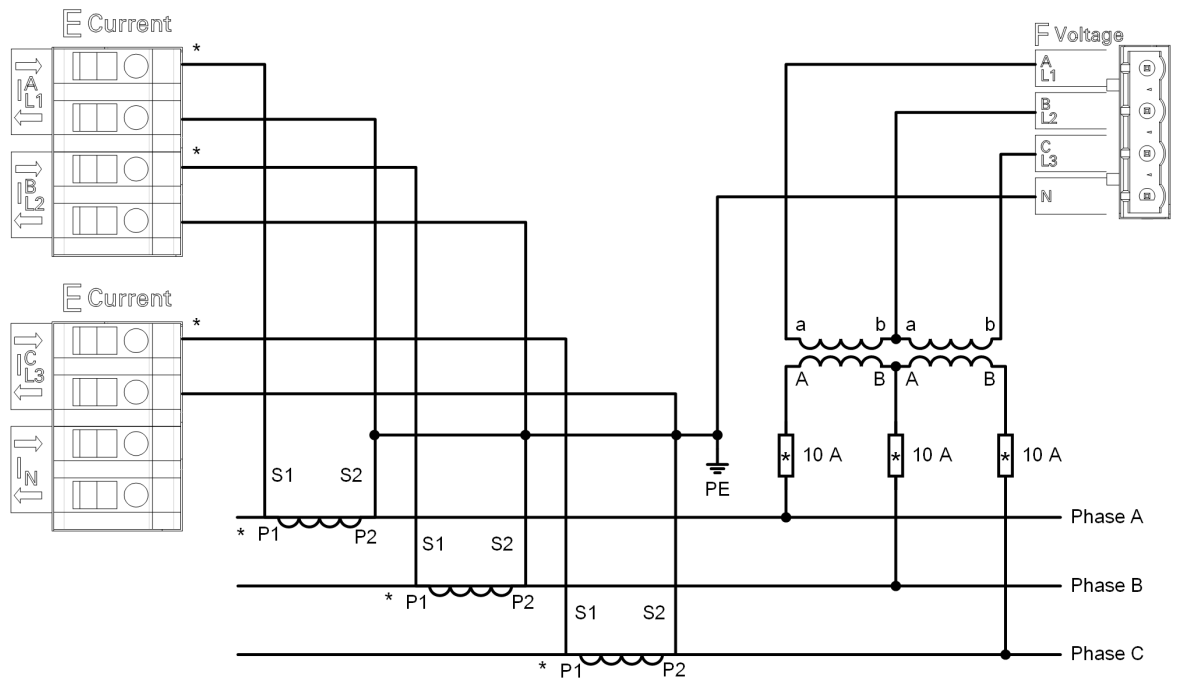 E Current
*
I A L1
*
I B L2
E Current
*
I C L3
I N
F Voltage
A L1
B L2
C L3
N
a b a b
A B A B
* 10 A * 10 A * 10 A
PE
S1 S2
* P1 P2
Phase A
S1 S2
* P1 P2
Phase B
S1 S2
* P1 P2
Phase C